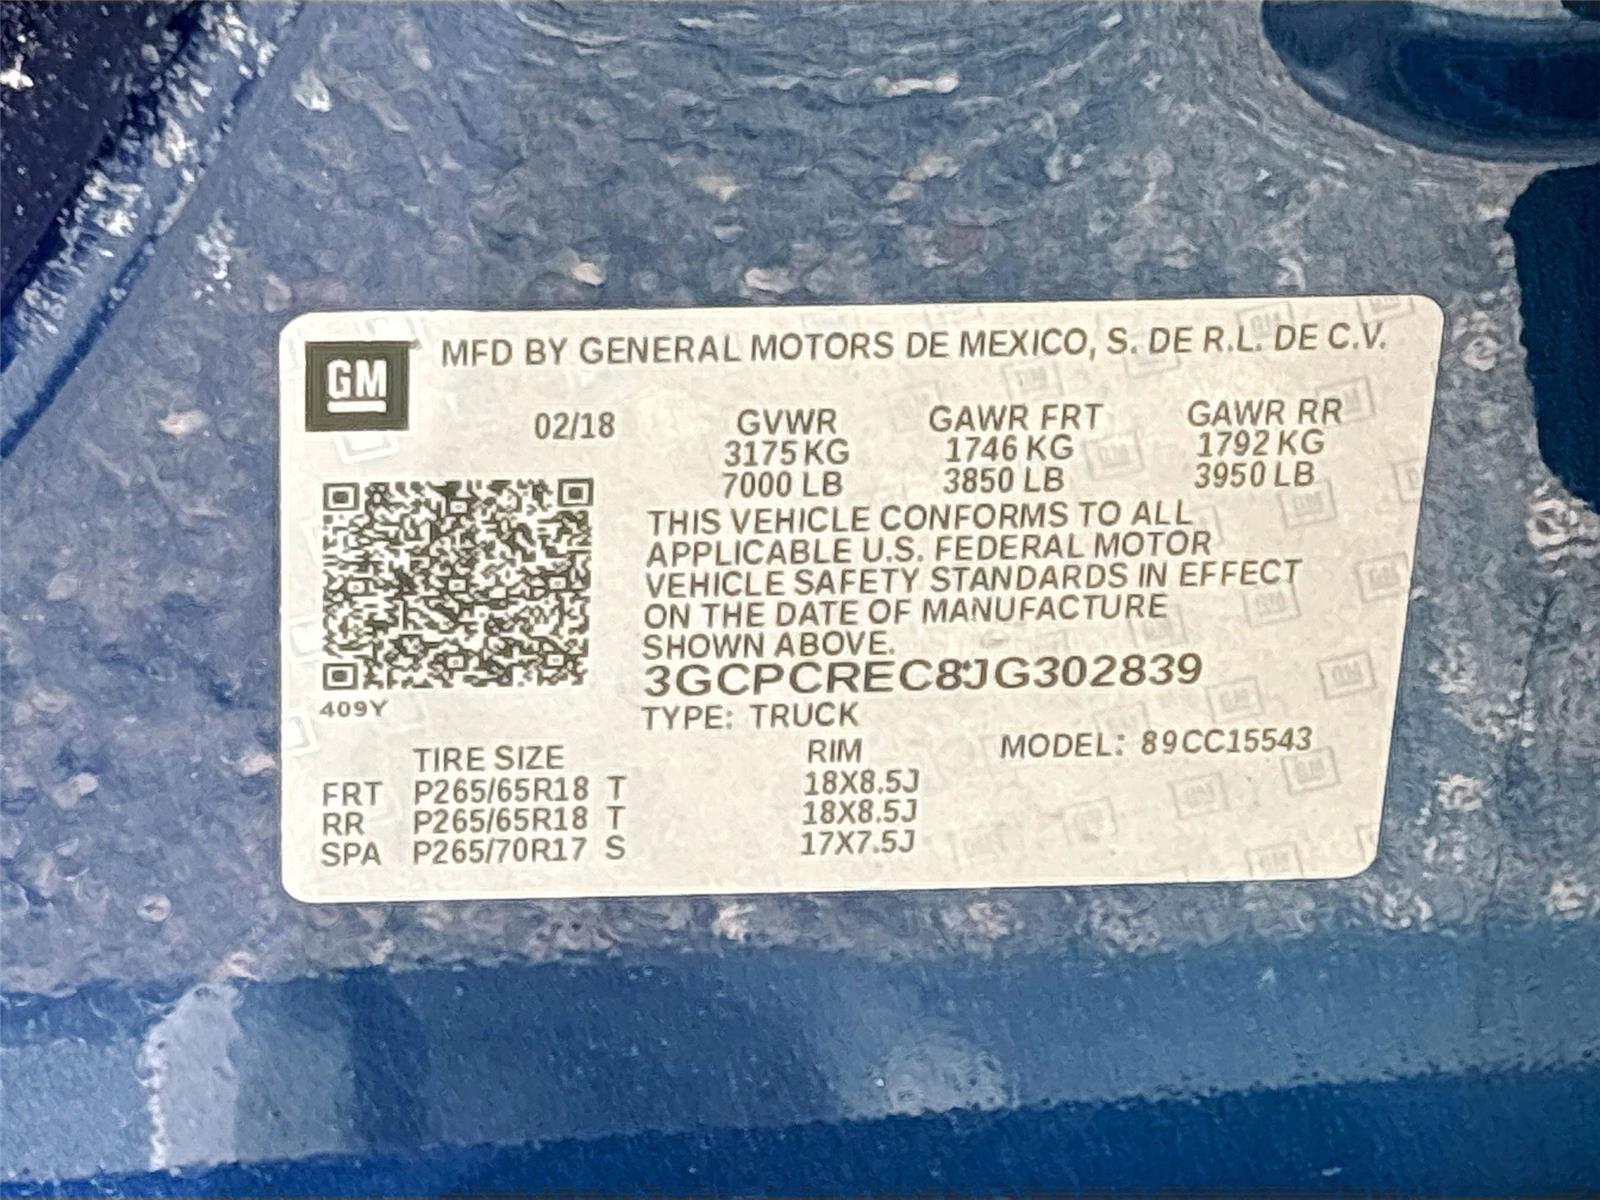 GM
MFD BY GENERAL MOTORS DE MEXICO, S. DE R.L. DE C.V.
02/18 GVWR GAWR FRT GAWR RR
3175 KG 1746 KG 1792 KG
7000 LB 3850 LB 3950 LB
THIS VEHICLE CONFORMS TO ALL
APPLICABLE U.S. FEDERAL MOTOR
VEHICLE SAFETY STANDARDS IN EFFECT
ON THE DATE OF MANUFACTURE
SHOWN ABOVE.
3GCPCREC8JG302839
409Y
TYPE: TRUCK
TIRE SIZE RIM MODEL: 89CC15543
FRT P265/65R18 T 18X8.5J
RR P265/65R18 T 18X8.5J
SPA P265/70R17 S 17X7.5J